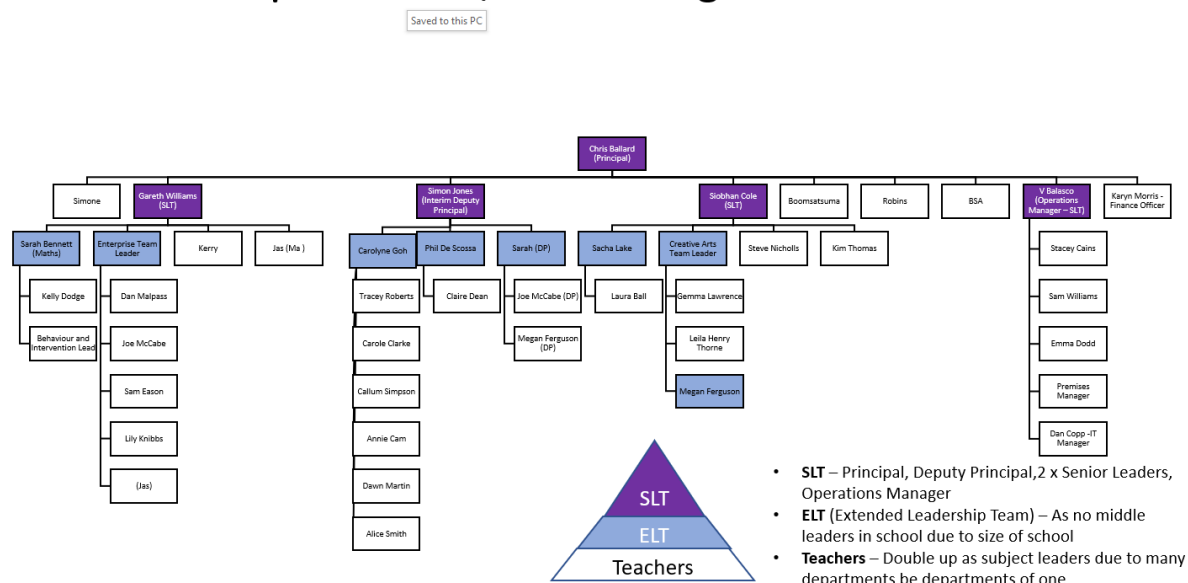 Saved to this PC
Chris Ballard
(Principal)
Simone
Gareth Williams
(SLT)
Simon Jones
(Interim Deputy
Principal)
Siobhan Cole
(SLT)
Boomsatsuma
Robins
BSA
V Balasco
(Operations
Manager – SLT)
Karyn Morris -
Finance Officer
Sarah Bennett
(Maths)
Enterprise Team
Leader
Kerry
Jas (Ma )
Carolyne Goh
Phil De Scossa
Sarah (DP)
Sacha Lake
Creative Arts
Team Leader
Steve Nicholls
Kim Thomas
Stacey Cains
Kelly Dodge
Dan Malpass
Tracey Roberts
Claire Dean
Joe McCabe (DP)
Laura Ball
Gemma Lawrence
Sam Williams
Behaviour and
Intervention Lead
Joe McCabe
Carole Clarke
Megan Ferguson
(DP)
Leila Henry
Thorne
Emma Dodd
Sam Eason
Callum Simpson
Megan Ferguson
Premises
Manager
Lily Knibbs
Annie Cam
Dan Copp -IT
Manager
(Jas)
Dawn Martin
Alice Smith
SLT
ELT
Teachers
• SLT – Principal, Deputy Principal,2 x Senior Leaders,
Operations Manager
• ELT (Extended Leadership Team) – As no middle
leaders in school due to size of school
• Teachers – Double up as subject leaders due to many
departments be departments of one